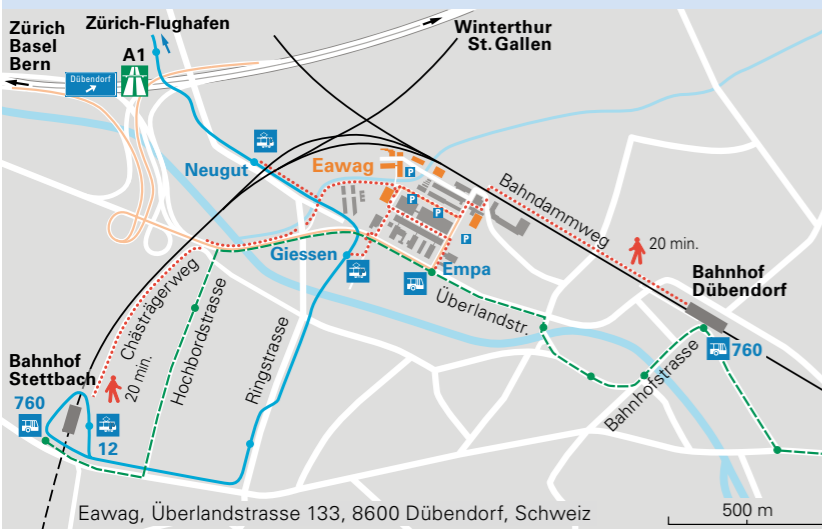 Zürich
Basel
Bern
Zürich-Flughafen
A1
Dübendorf
Winterthur
St. Gallen
Neugut
Eawag
P
P
P
P
P
Bahndammweg
20 min.
Giessen
Empa
Bahnhof
Dübendorf
760
Überlandstr.
Bahnhofstrasse
Chästrägerweg
20 min.
Hochbordstrasse
Ringstrasse
Bahnhof
Stettbach
760
12
Eawag, Überlandstrasse 133, 8600 Dübendorf, Schweiz
500 m